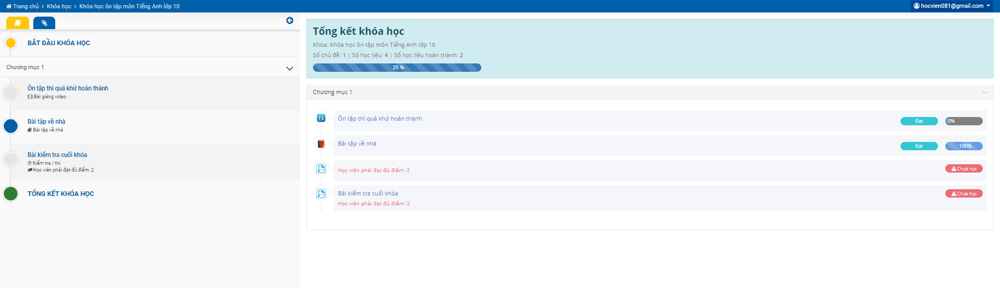 Trang chủ > Khóa học > Khóa học ôn tập môn Tiếng Anh lớp 10
hocvien081@gmail.com
BẮT ĐẦU KHÓA HỌC
Chương mục 1
Ôn tập thì quá khứ hoàn thành
Bài giảng video
Bài tập về nhà
Bài tập về nhà
Bài kiểm tra cuối khóa
Kiểm tra / thi
Học viên phải đạt đủ điểm: 2
TỔNG KẾT KHÓA HỌC
Tổng kết khóa học
Khóa: Khóa học ôn tập môn Tiếng Anh lớp 10
Số chủ đề: 1 | Số học liệu: 4 | Số học liệu hoàn thành: 2
25 %
Chương mục 1
Ôn tập thì quá khứ hoàn thành
Đạt
0%
Bài tập về nhà
Đạt
100%
Học viên phải đạt đủ điểm: 2
Chưa học
Bài kiểm tra cuối khóa
Chưa học
Học viên phải đạt đủ điểm: 2